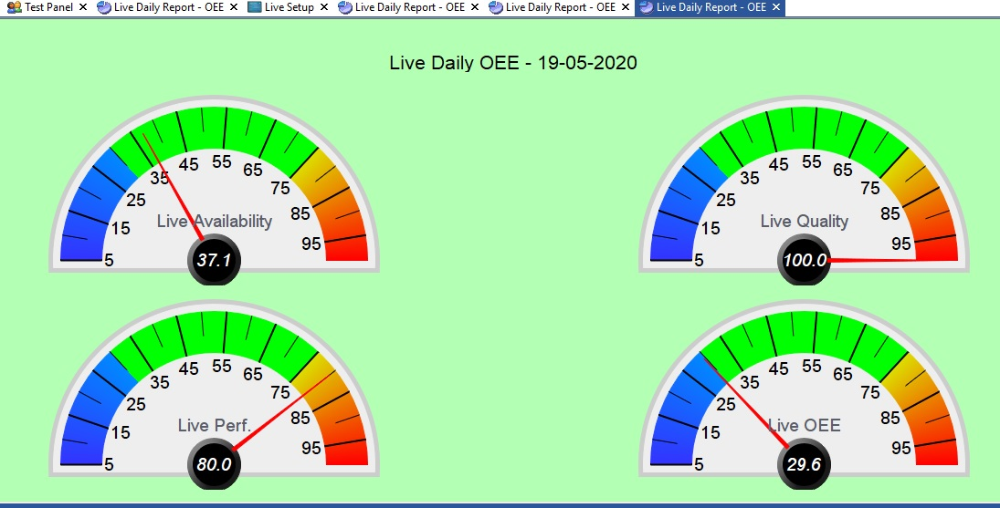 Test Panel
Live Daily Report - OEE
Live Setup
Live Daily Report - OEE
Live Daily Report - OEE
Live Daily Report - OEE
Live Daily OEE - 19-05-2020
5 15 25 35 45 55 65 75 85 95
Live Availability
37.1
5 15 25 35 45 55 65 75 85 95
Live Quality
100.0
5 15 25 35 45 55 65 75 85 95
Live Perf.
80.0
5 15 25 35 45 55 65 75 85 95
Live OEE
29.6